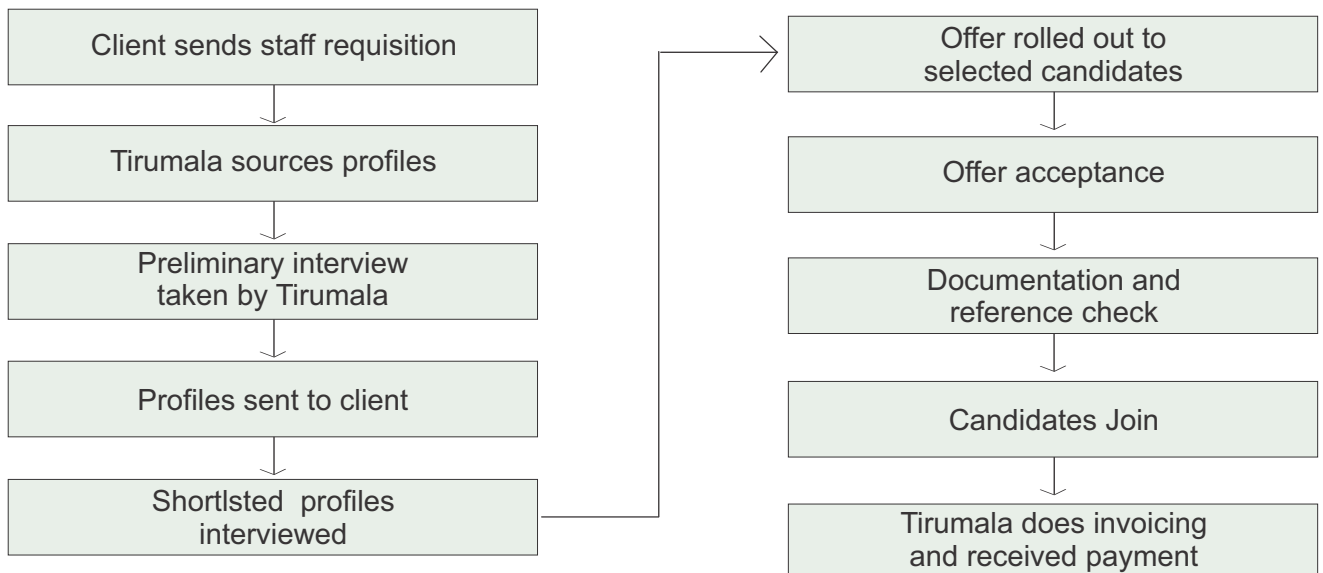 Client sends staff requisition
Tirumala sources profiles
Preliminary interview
taken by Tirumala
Profiles sent to client
Shortlsted profiles
interviewed
Offer rolled out to
selected candidates
Offer acceptance
Documentation and
reference check
Candidates Join
Tirumala does invoicing
and received payment